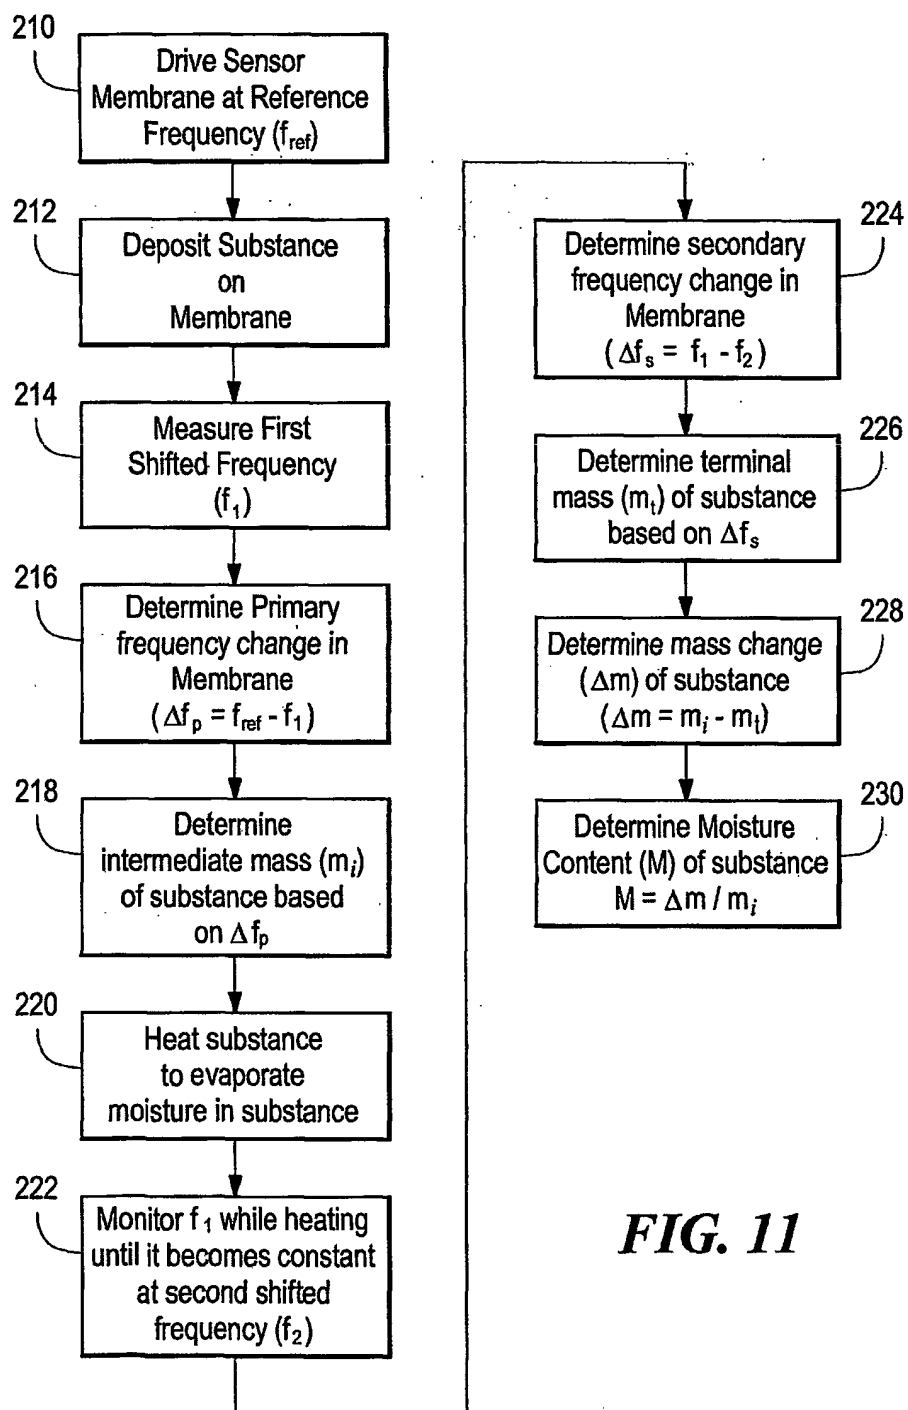 210
Drive Sensor
Membrane at Reference
Frequency (fref)
212
Deposit Substance
on
Membrane
214
Measure First
Shifted Frequency
(f1)
216
Determine Primary
frequency change in
Membrane
(Δfp = fref - f1)
218
Determine
intermediate mass (mi)
of substance based
on Δfp
220
Heat substance
to evaporate
moisture in substance
222
Monitor f1 while heating
until it becomes constant
at second shifted
frequency (f2)
224
Determine secondary
frequency change in
Membrane
(Δfs = f1 - f2)
226
Determine terminal
mass (mt) of substance
based on Δfs
228
Determine mass change
(Δm) of substance
(Δm = mi - mt)
230
Determine Moisture
Content (M) of substance
M = Δm / mi
FIG. 11